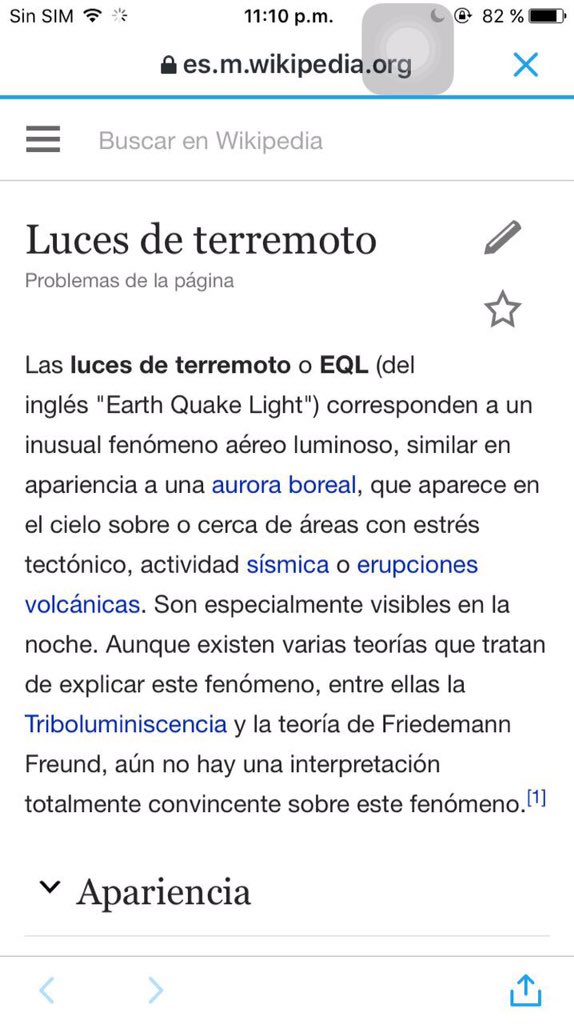 Sin SIM 11:10 p.m. 82 %
es.m.wikipedia.org
Buscar en Wikipedia
Luces de terremoto
Problemas de la página
Las luces de terremoto o EQL (del
inglés "Earth Quake Light") corresponden a un
inusual fenómeno aéreo luminoso, similar en
apariencia a una aurora boreal, que aparece en
el cielo sobre o cerca de áreas con estrés
tectónico, actividad sísmica o erupciones
volcánicas. Son especialmente visibles en la
noche. Aunque existen varias teorías que tratan
de explicar este fenómeno, entre ellas la
Triboluminiscencia y la teoría de Friedemann
Freund, aún no hay una interpretación
totalmente convincente sobre este fenómeno.[1]
Apariencia